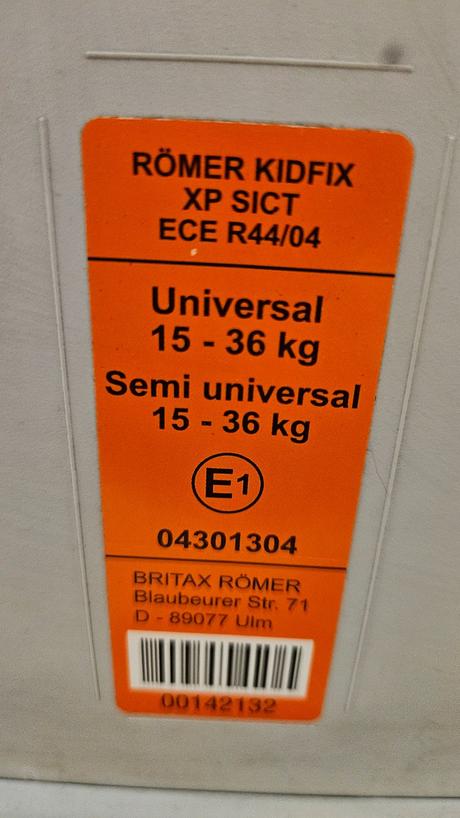 RÖMER KIDFIX
XP SICT
ECE R44/04
Universal
15 - 36 kg
Semi universal
15 - 36 kg
E1
04301304
BRITAX RÖMER
Blaubeurer Str. 71
D - 89077 Ulm
00142132